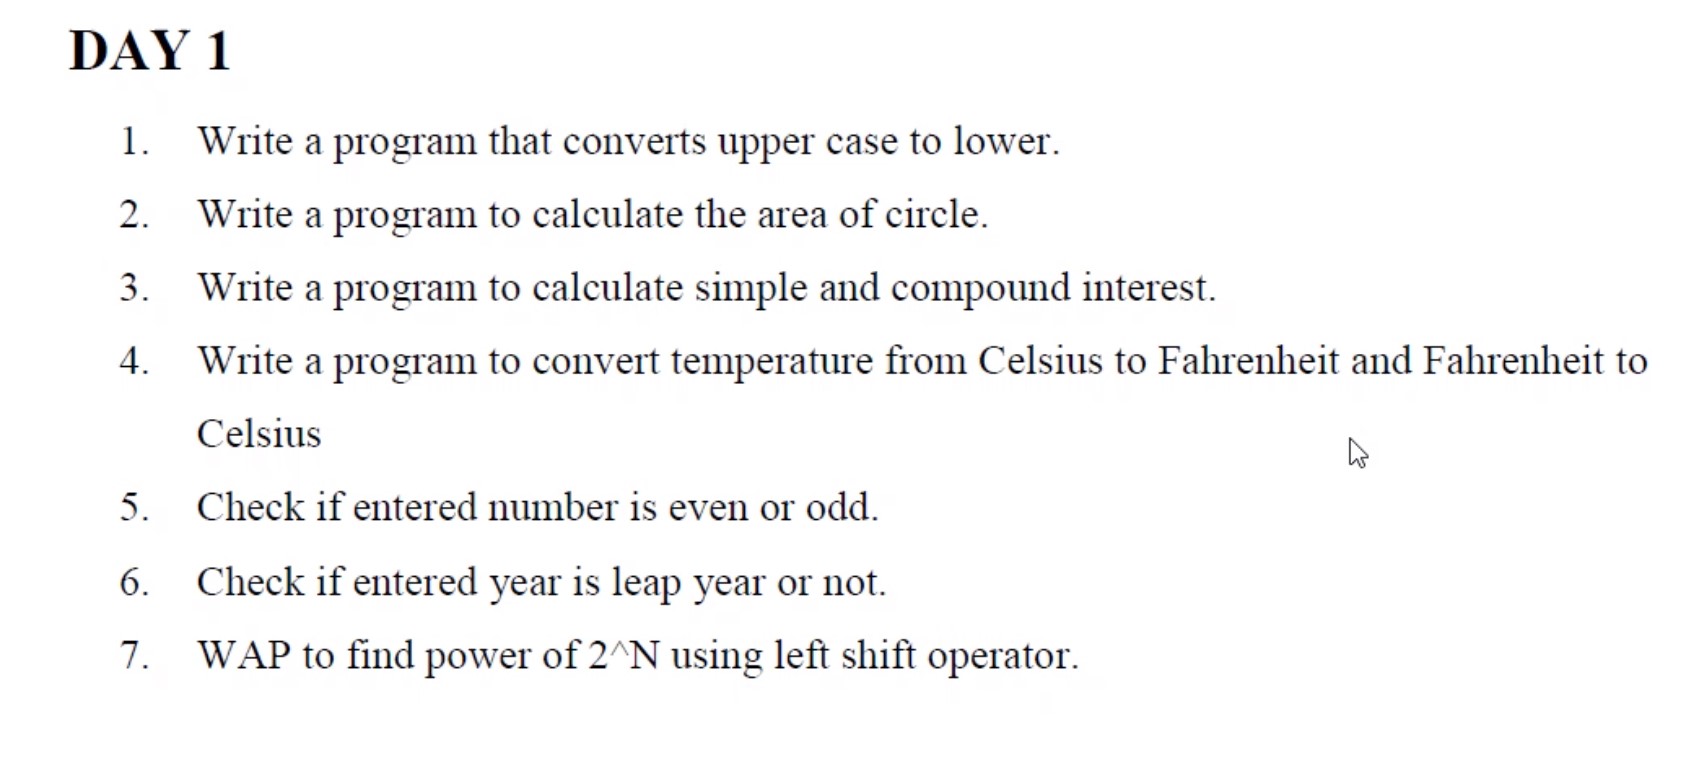 DAY 1
1. Write a program that converts upper case to lower.
2. Write a program to calculate the area of circle.
3. Write a program to calculate simple and compound interest.
4. Write a program to convert temperature from Celsius to Fahrenheit and Fahrenheit to
Celsius
5. Check if entered number is even or odd.
6. Check if entered year is leap year or not.
7. WAP to find power of 2^N using left shift operator.